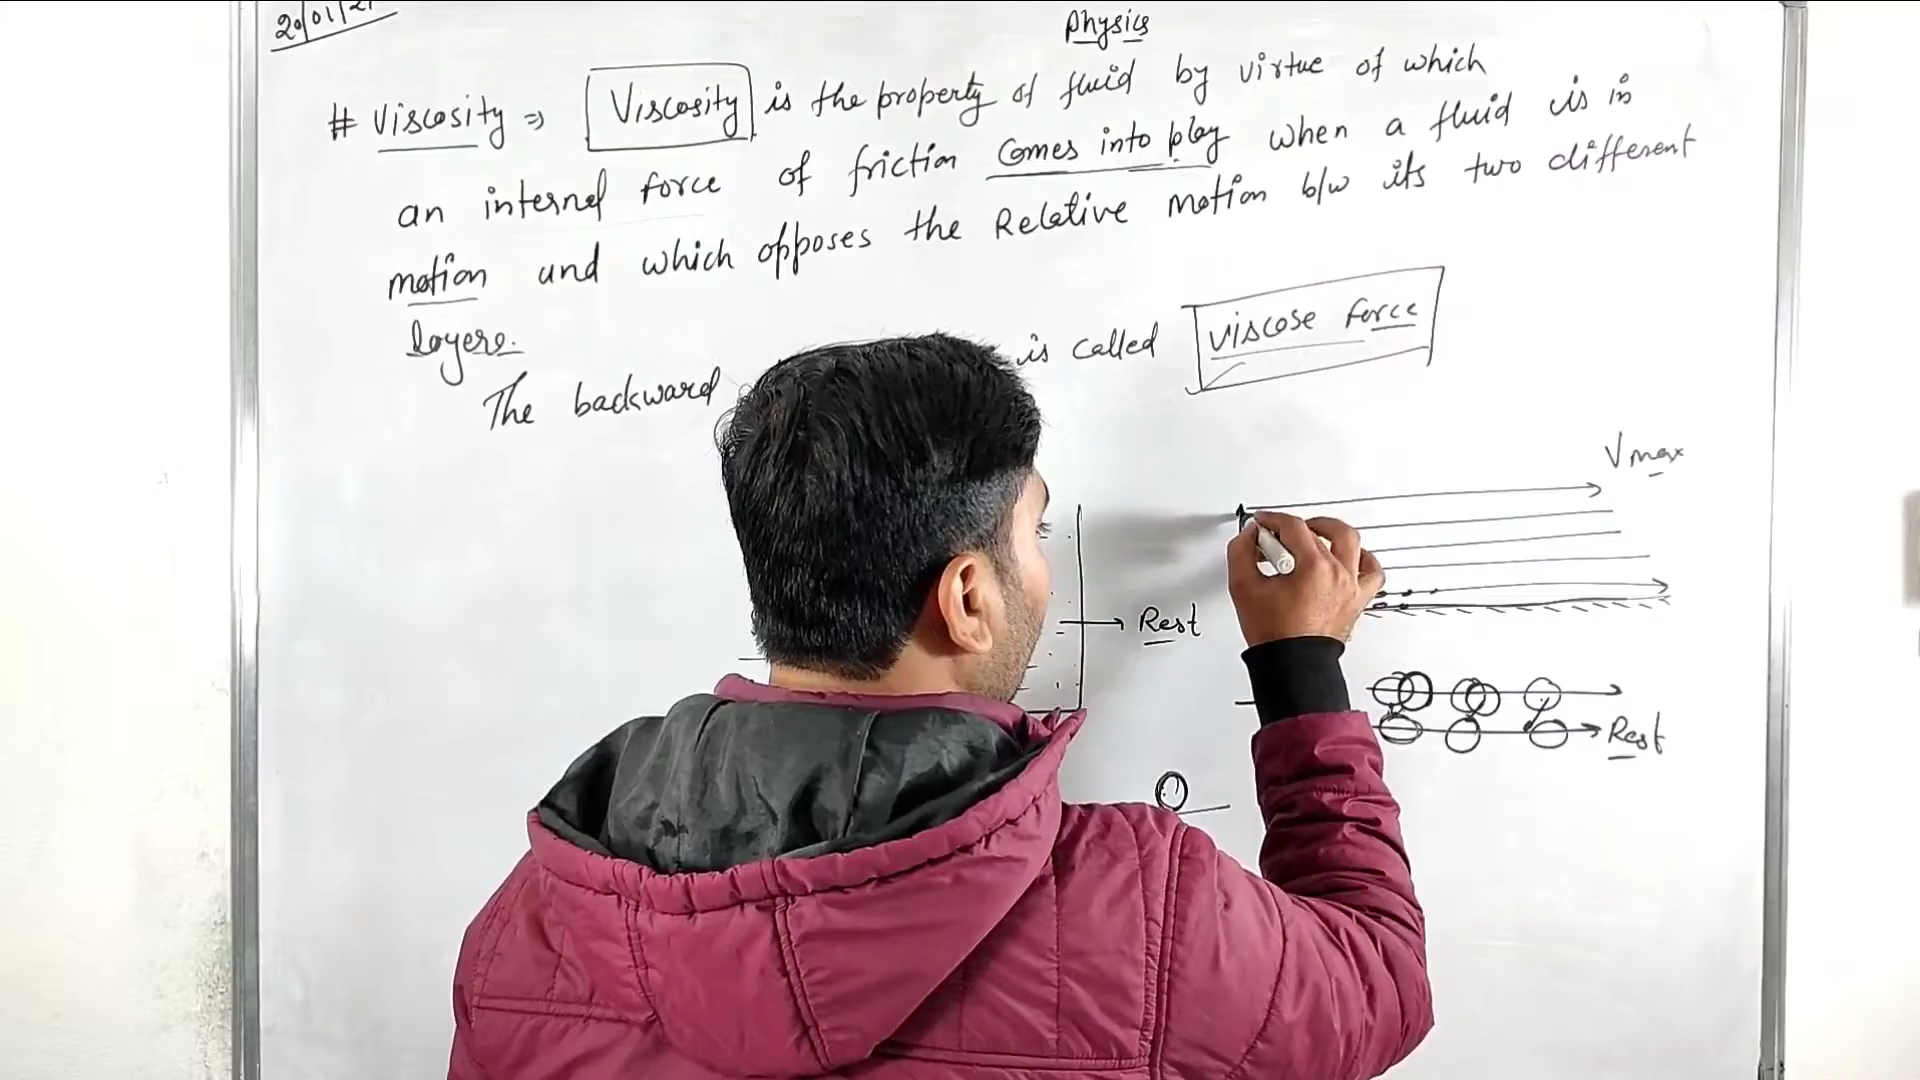 20/01/21
Physics
# Viscosity ⇒ Viscosity is the property of fluid by virtue of which
an internal force of friction comes into play when a fluid is in
motion and which opposes the Relative motion b/w its two different
layers.
The backward is called viscose force
Vmax
Rest
Rest